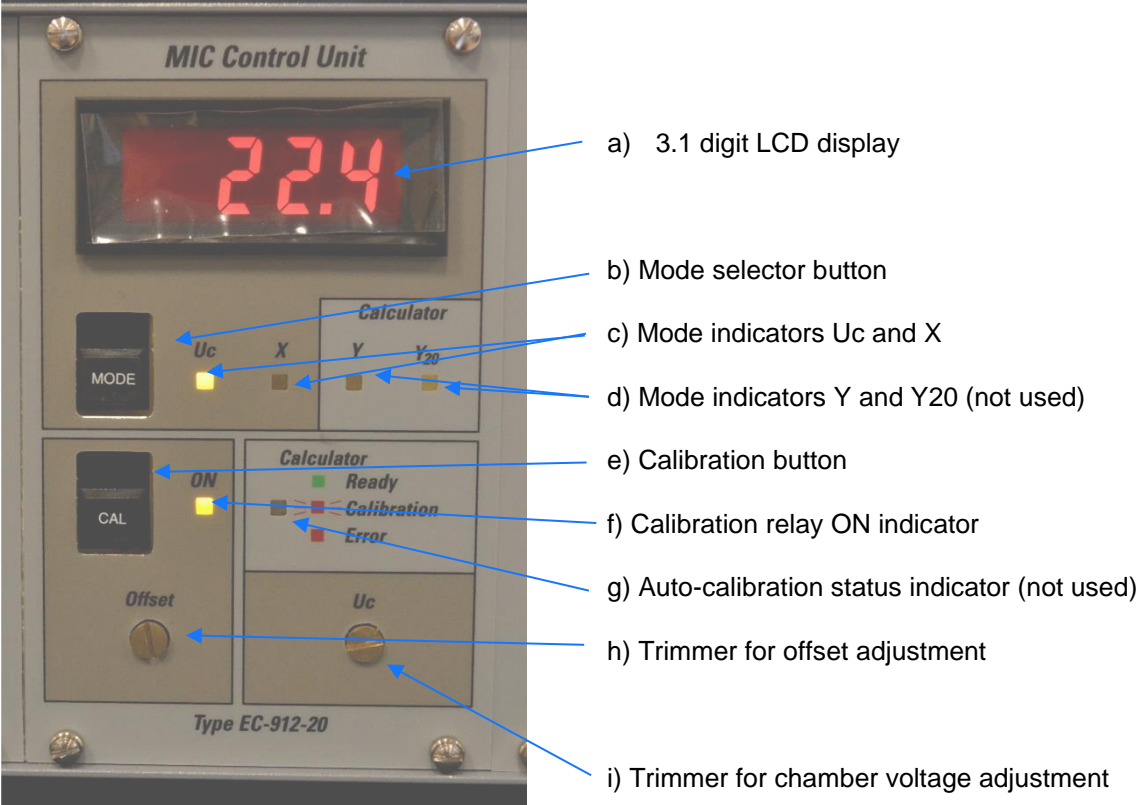 MIC Control Unit
22.4
a) 3.1 digit LCD display
b) Mode selector button
Calculator
c) Mode indicators Uc and X
Uc X Y Y20
MODE
d) Mode indicators Y and Y20 (not used)
e) Calibration button
Calculator
ON
Ready
CAL
Calibration
f) Calibration relay ON indicator
Error
g) Auto-calibration status indicator (not used)
Offset
Uc
h) Trimmer for offset adjustment
Type EC-912-20
i) Trimmer for chamber voltage adjustment